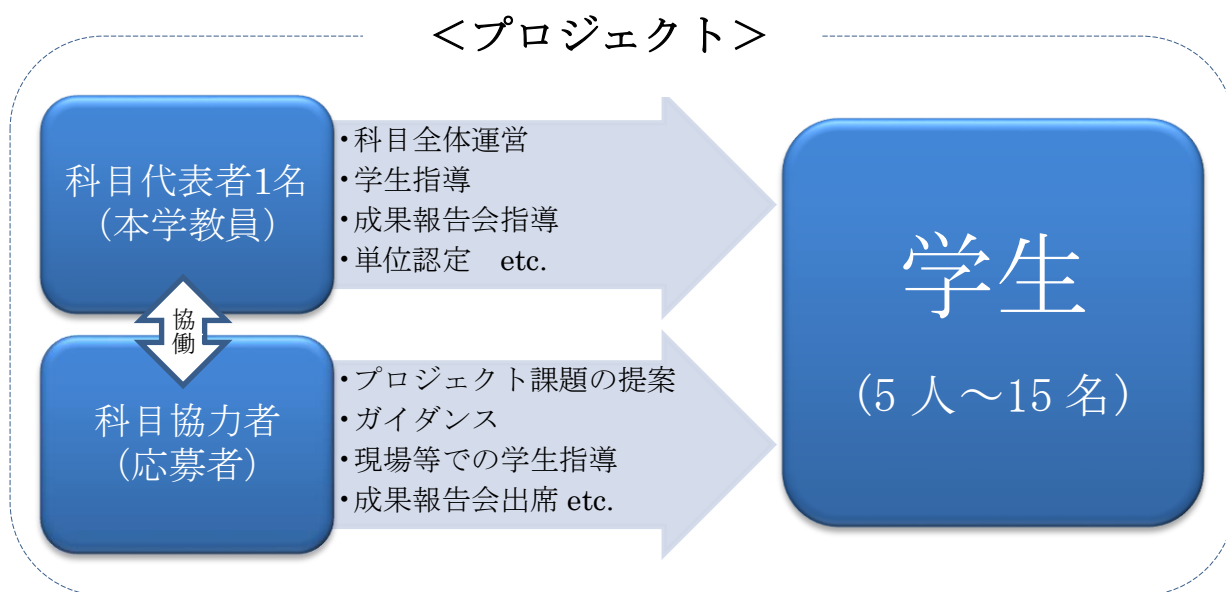 ＜プロジェクト＞
科目代表者1名
（本学教員）
・科目全体運営
・学生指導
・成果報告会指導
・単位認定　etc.
協
働
科目協力者
（応募者）
・プロジェクト課題の提案
・ガイダンス
・現場等での学生指導
・成果報告会出席 etc.
学生
（5 人～15 名）